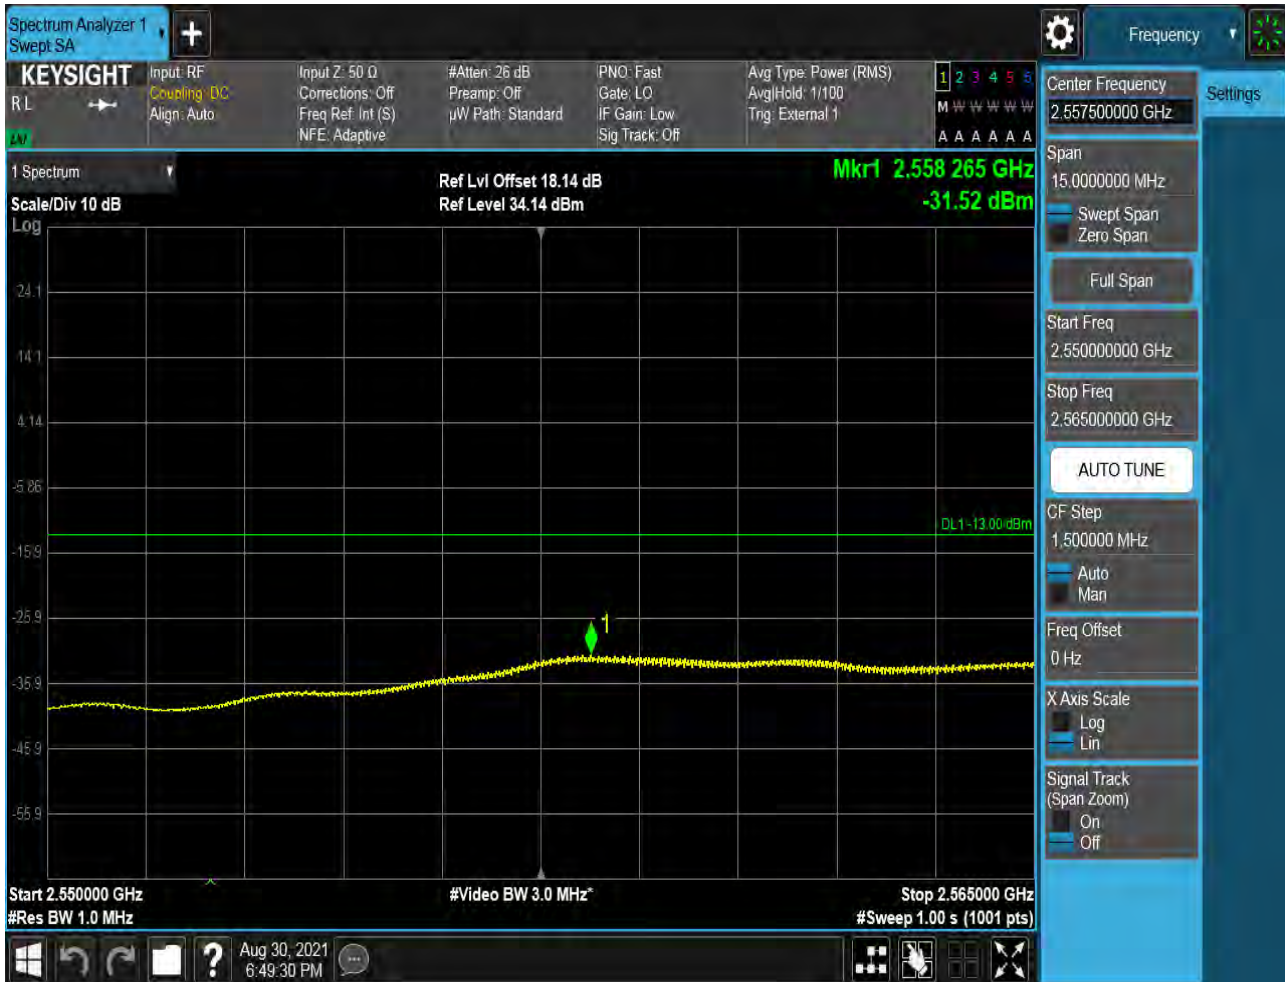 Spectrum Analyzer 1
Swept SA
Frequency
KEYSIGHT
R L
LNI
Input: RF
Coupling: DC
Align: Auto
Input Z: 50 Ω
Corrections: Off
Freq Ref: Int (S)
NFE: Adaptive
#Atten: 26 dB
Preamp: Off
µW Path: Standard
PNO: Fast
Gate: LO
IF Gain: Low
Sig Track: Off
Avg Type: Power (RMS)
Avg|Hold: 1/100
Trig: External 1
1 2 3 4 5 6
M W W W W W
A A A A A A
1 Spectrum
Scale/Div 10 dB
Log
Ref Lvl Offset 18.14 dB
Ref Level 34.14 dBm
Mkr1 2.558 265 GHz
-31.52 dBm
24.1
14.1
4.14
-5.86
-15.9
-25.9
-35.9
-45.9
-55.9
DL1 -13.00 dBm
1
Start 2.550000 GHz
#Res BW 1.0 MHz
#Video BW 3.0 MHz*
Stop 2.565000 GHz
#Sweep 1.00 s (1001 pts)
Center Frequency
2.557500000 GHz
Settings
Span
15.0000000 MHz
Swept Span
Zero Span
Full Span
Start Freq
2.550000000 GHz
Stop Freq
2.565000000 GHz
AUTO TUNE
CF Step
1.500000 MHz
Auto
Man
Freq Offset
0 Hz
X Axis Scale
Log
Lin
Signal Track
(Span Zoom)
On
Off
?
Aug 30, 2021
6:49:30 PM